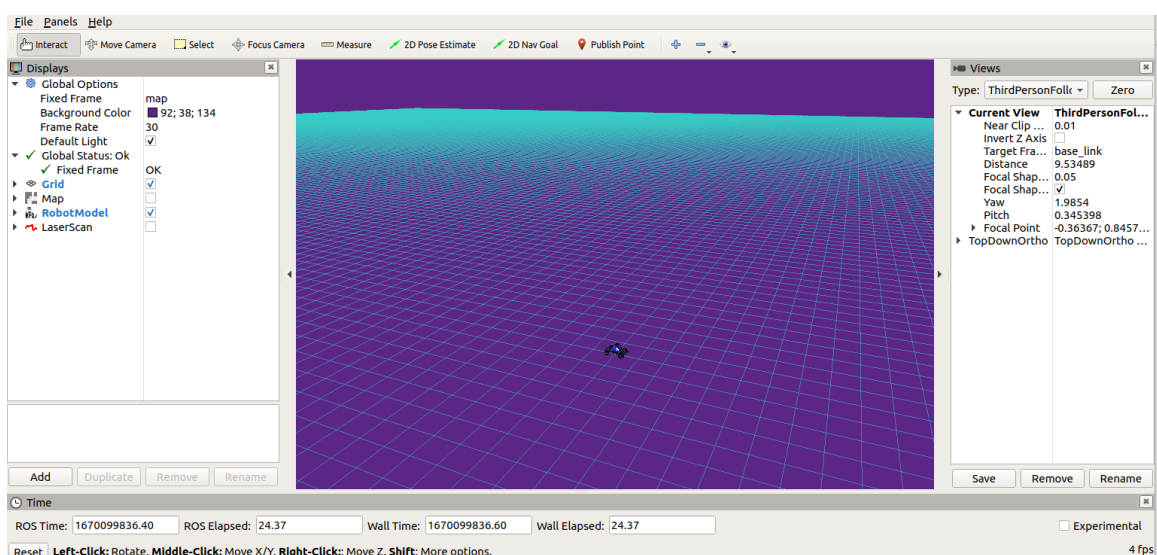 File Panels Help
Interact Move Camera Select Focus Camera Measure 2D Pose Estimate 2D Nav Goal Publish Point
Displays
Global Options
Fixed Frame map
Background Color 92; 38; 134
Frame Rate 30
Default Light
Global Status: Ok
Fixed Frame OK
Grid
Map
RobotModel
LaserScan
Add Duplicate Remove Rename
Views
Type: ThirdPersonFollc Zero
Current View ThirdPersonFol...
Near Clip ... 0.01
Invert Z Axis
Target Fra... base_link
Distance 9.53489
Focal Shap... 0.05
Focal Shap...
Yaw 1.9854
Pitch 0.345398
Focal Point -0.36367; 0.8457...
TopDownOrtho TopDownOrtho ...
Save Remove Rename
Time
ROS Time: 1670099836.40 ROS Elapsed: 24.37 Wall Time: 1670099836.60 Wall Elapsed: 24.37 Experimental
Reset Left-Click: Rotate. Middle-Click: Move X/Y. Right-Click:: Move Z. Shift: More options. 4 fps